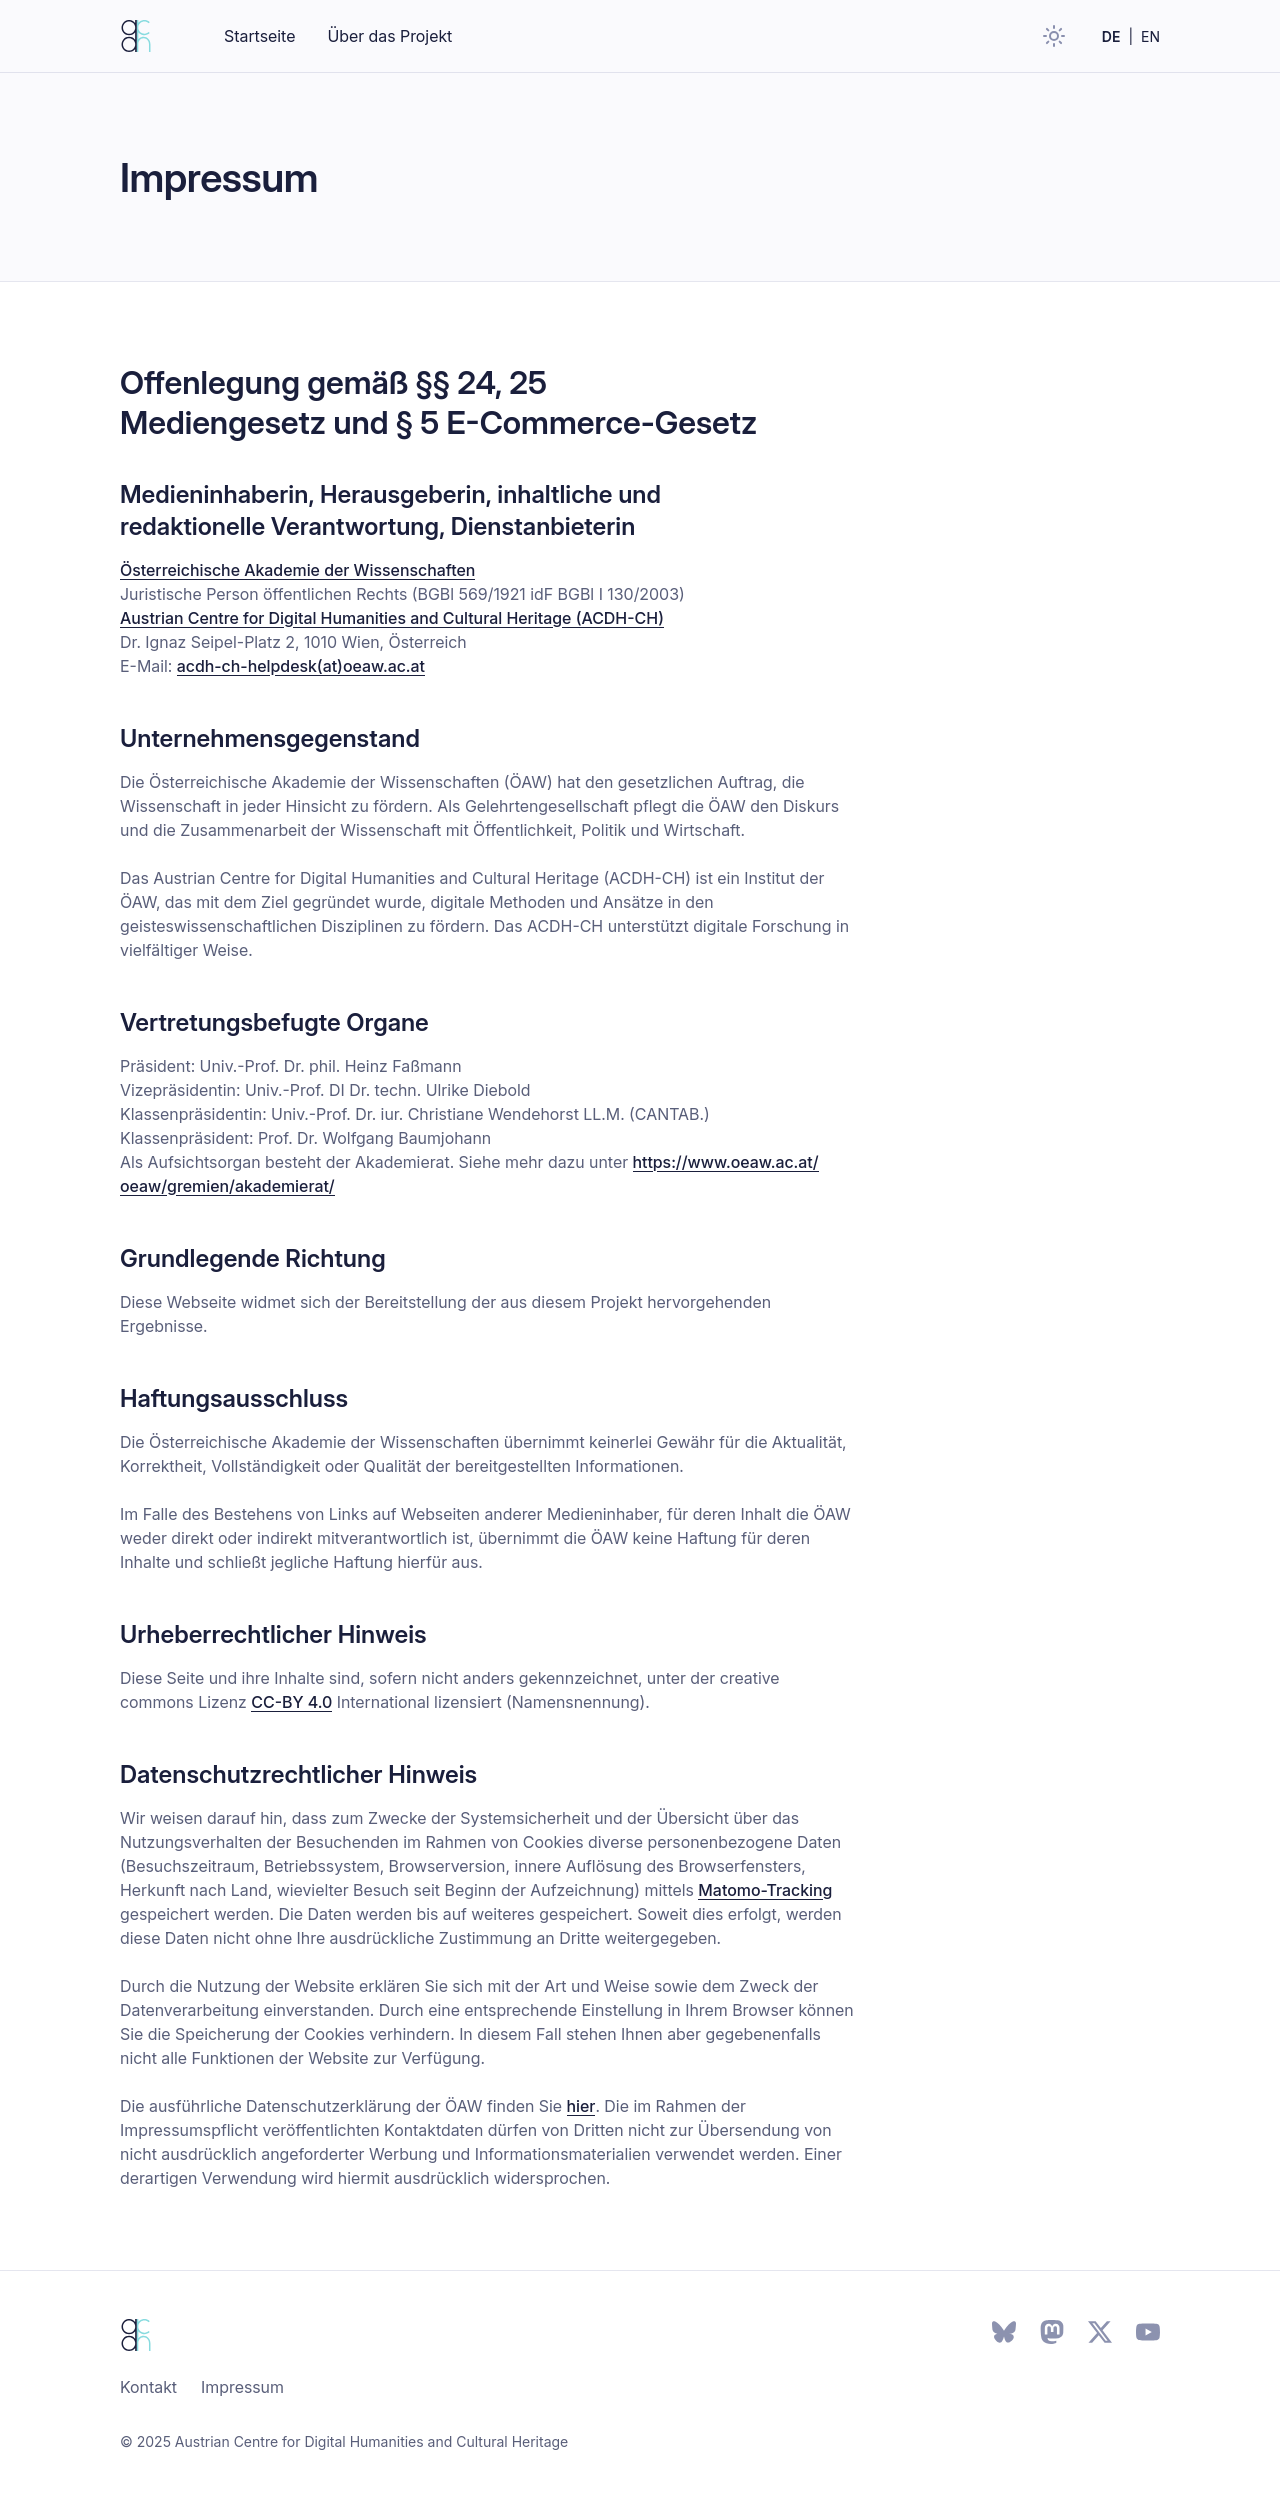 Startseite Über das Projekt DE | EN
Impressum
Offenlegung gemäß §§ 24, 25
Mediengesetz und § 5 E-Commerce-Gesetz
Medieninhaberin, Herausgeberin, inhaltliche und
redaktionelle Verantwortung, Dienstanbieterin
Österreichische Akademie der Wissenschaften
Juristische Person öffentlichen Rechts (BGBl 569/1921 idF BGBl I 130/2003)
Austrian Centre for Digital Humanities and Cultural Heritage (ACDH-CH)
Dr. Ignaz Seipel-Platz 2, 1010 Wien, Österreich
E-Mail: acdh-ch-helpdesk(at)oeaw.ac.at
Unternehmensgegenstand
Die Österreichische Akademie der Wissenschaften (ÖAW) hat den gesetzlichen Auftrag, die
Wissenschaft in jeder Hinsicht zu fördern. Als Gelehrtengesellschaft pflegt die ÖAW den Diskurs
und die Zusammenarbeit der Wissenschaft mit Öffentlichkeit, Politik und Wirtschaft.
Das Austrian Centre for Digital Humanities and Cultural Heritage (ACDH-CH) ist ein Institut der
ÖAW, das mit dem Ziel gegründet wurde, digitale Methoden und Ansätze in den
geisteswissenschaftlichen Disziplinen zu fördern. Das ACDH-CH unterstützt digitale Forschung in
vielfältiger Weise.
Vertretungsbefugte Organe
Präsident: Univ.-Prof. Dr. phil. Heinz Faßmann
Vizepräsidentin: Univ.-Prof. DI Dr. techn. Ulrike Diebold
Klassenpräsidentin: Univ.-Prof. Dr. iur. Christiane Wendehorst LL.M. (CANTAB.)
Klassenpräsident: Prof. Dr. Wolfgang Baumjohann
Als Aufsichtsorgan besteht der Akademierat. Siehe mehr dazu unter https://www.oeaw.ac.at/
oeaw/gremien/akademierat/
Grundlegende Richtung
Diese Webseite widmet sich der Bereitstellung der aus diesem Projekt hervorgehenden
Ergebnisse.
Haftungsausschluss
Die Österreichische Akademie der Wissenschaften übernimmt keinerlei Gewähr für die Aktualität,
Korrektheit, Vollständigkeit oder Qualität der bereitgestellten Informationen.
Im Falle des Bestehens von Links auf Webseiten anderer Medieninhaber, für deren Inhalt die ÖAW
weder direkt oder indirekt mitverantwortlich ist, übernimmt die ÖAW keine Haftung für deren
Inhalte und schließt jegliche Haftung hierfür aus.
Urheberrechtlicher Hinweis
Diese Seite und ihre Inhalte sind, sofern nicht anders gekennzeichnet, unter der creative
commons Lizenz CC-BY 4.0 International lizensiert (Namensnennung).
Datenschutzrechtlicher Hinweis
Wir weisen darauf hin, dass zum Zwecke der Systemsicherheit und der Übersicht über das
Nutzungsverhalten der Besuchenden im Rahmen von Cookies diverse personenbezogene Daten
(Besuchszeitraum, Betriebssystem, Browserversion, innere Auflösung des Browserfensters,
Herkunft nach Land, wievielter Besuch seit Beginn der Aufzeichnung) mittels Matomo-Tracking
gespeichert werden. Die Daten werden bis auf weiteres gespeichert. Soweit dies erfolgt, werden
diese Daten nicht ohne Ihre ausdrückliche Zustimmung an Dritte weitergegeben.
Durch die Nutzung der Website erklären Sie sich mit der Art und Weise sowie dem Zweck der
Datenverarbeitung einverstanden. Durch eine entsprechende Einstellung in Ihrem Browser können
Sie die Speicherung der Cookies verhindern. In diesem Fall stehen Ihnen aber gegebenenfalls
nicht alle Funktionen der Website zur Verfügung.
Die ausführliche Datenschutzerklärung der ÖAW finden Sie hier. Die im Rahmen der
Impressumspflicht veröffentlichten Kontaktdaten dürfen von Dritten nicht zur Übersendung von
nicht ausdrücklich angeforderter Werbung und Informationsmaterialien verwendet werden. Einer
derartigen Verwendung wird hiermit ausdrücklich widersprochen.
Kontakt Impressum
© 2025 Austrian Centre for Digital Humanities and Cultural Heritage